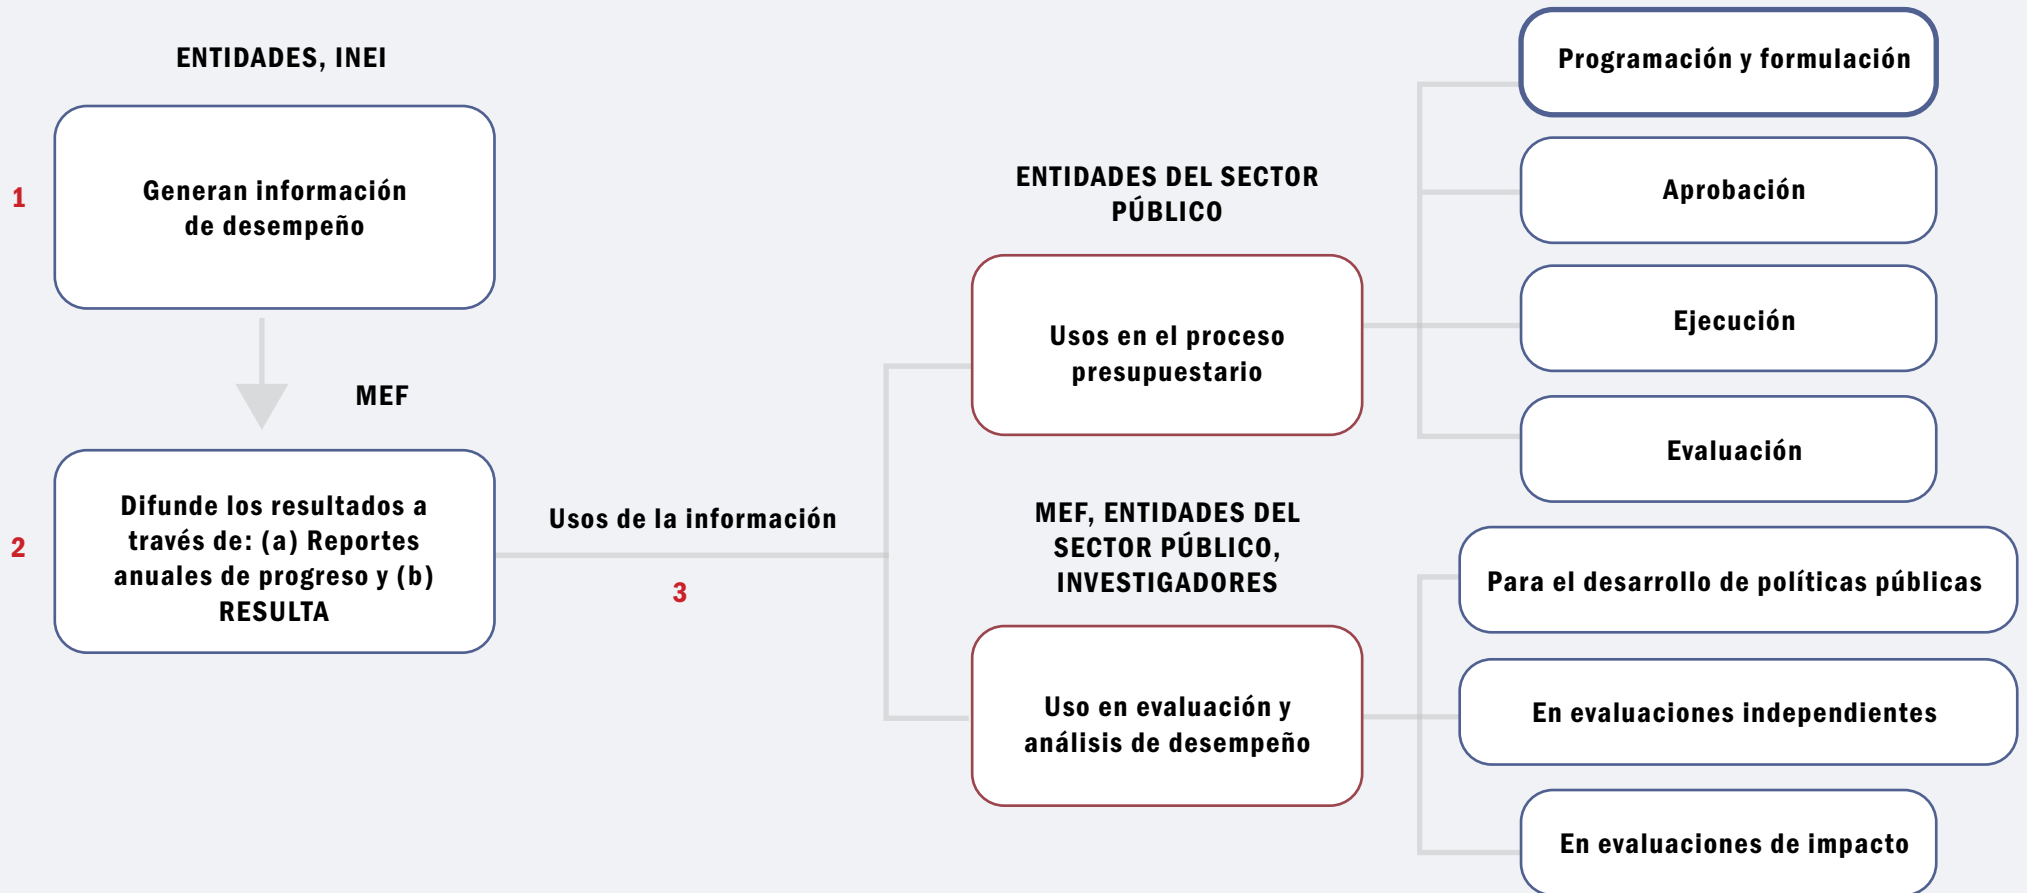 ENTIDADES, INEI
1
Generan información
de desempeño
MEF
2
Difunde los resultados a
través de: (a) Reportes
anuales de progreso y (b)
RESULTA
Usos de la información
3
ENTIDADES DEL SECTOR
PÚBLICO
Usos en el proceso
presupuestario
Programación y formulación
Aprobación
Ejecución
Evaluación
MEF, ENTIDADES DEL
SECTOR PÚBLICO,
INVESTIGADORES
Uso en evaluación y
análisis de desempeño
Para el desarrollo de políticas públicas
En evaluaciones independientes
En evaluaciones de impacto